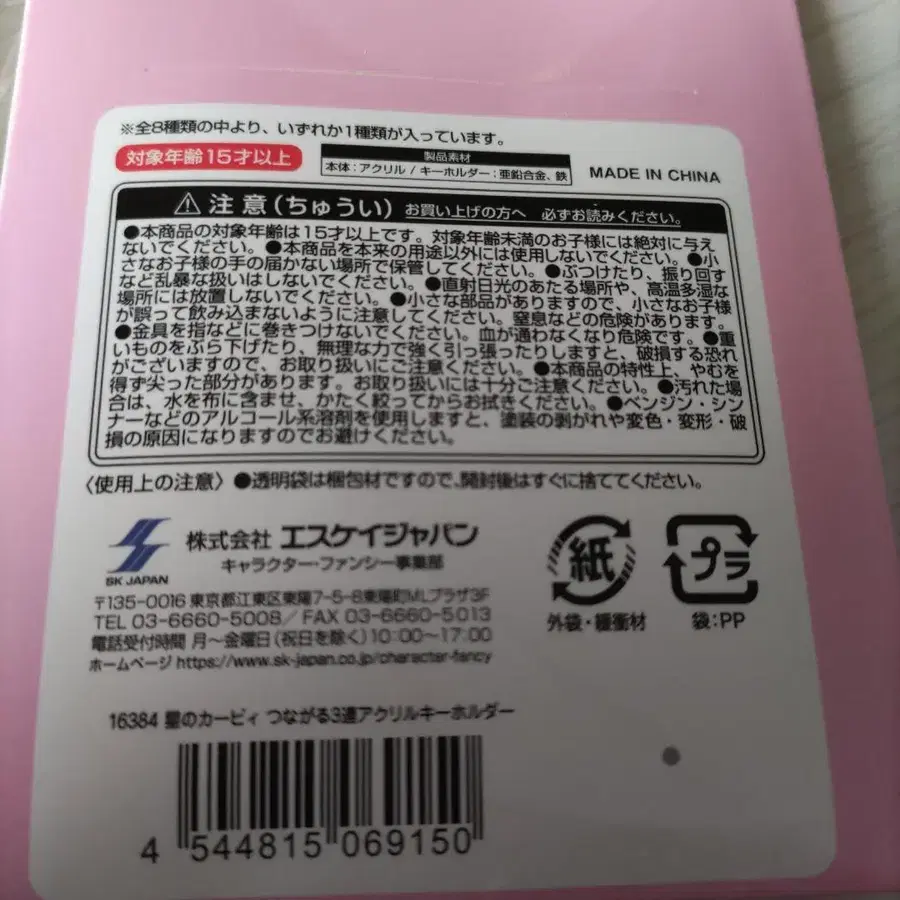 ※全8種類の中より、いずれか1種類が入っています。
対象年齢15才以上
製品素材
本体：アクリル / キーホルダー：亜鉛合金、鉄
MADE IN CHINA
注意(ちゅうい) お買い上げの方へ 必ずお読みください。
●本商品の対象年齢は15才以上です。対象年齢未満のお子様には絶対に与え
ないでください。●本商品を本来の用途以外には使用しないでください。●小
さなお子様の手の届かない場所で保管してください。●ぶつけたり、振り回す
など乱暴な扱いはしないでください。●直射日光のあたる場所や、高温多湿な
場所には放置しないでください。●小さな部品がありますので、小さなお子様
が誤って飲み込まないように注意してください。窒息などの危険があります。
●金具を指などに巻きつけないでください。血が通わなくなり危険です。●重
いものをぶら下げたり、無理な力で強く引っ張ったりしますと、破損する恐れ
がございますので、お取り扱いにご注意ください。●本商品の特性上、やむを
得ず尖った部分があります。お取り扱いには十分ご注意ください。●汚れた場
合は、水を布に含ませ、かたく絞ってからお拭きください。●ベンジン・シン
ナーなどのアルコール系溶剤を使用しますと、塗装の剥がれや変色・変形・破
損の原因になりますのでお避けください。
〈使用上の注意〉●透明袋は梱包材ですので、開封後はすぐに捨ててください。
SK JAPAN
株式会社 エスケイジャパン
キャラクター・ファンシー事業部
〒135-0016 東京都江東区東陽7-5-8東陽町MLプラザ3F
TEL 03-6660-5008／FAX 03-6660-5013
電話受付時間 月～金曜日(祝日を除く)10:00～17:00
ホームページ https://www.sk-japan.co.jp/character-fancy
紙
外袋・緩衝材
プラ
袋：PP
16384 星のカービィ つながる3連アクリルキーホルダー
4 544815 069150